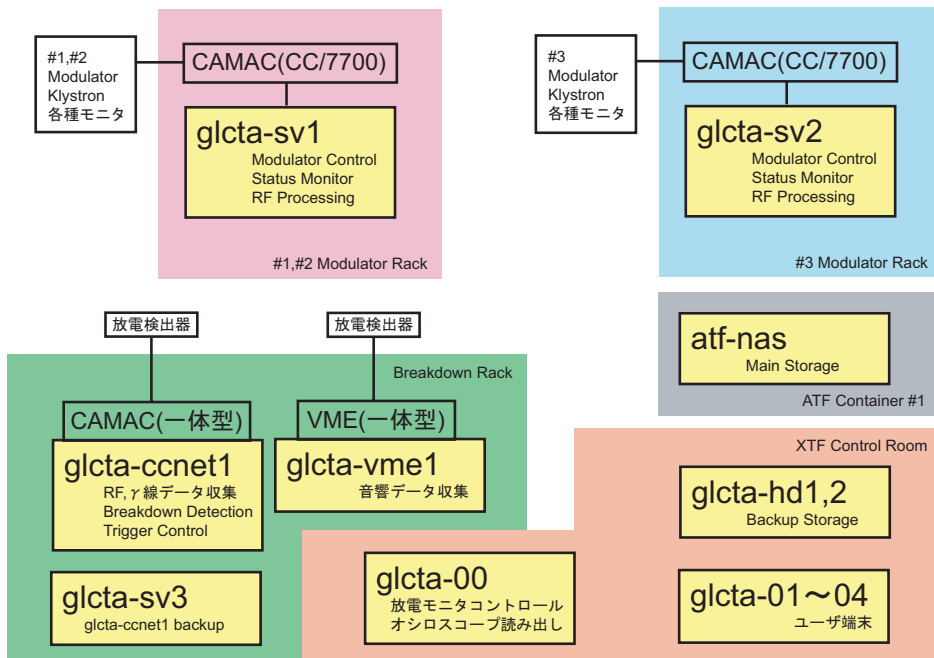 #1,#2
Modulator
Klystron
各種モニタ
CAMAC(CC/7700)
glcta-sv1
Modulator Control
Status Monitor
RF Processing
#1,#2 Modulator Rack
#3
Modulator
Klystron
各種モニタ
CAMAC(CC/7700)
glcta-sv2
Modulator Control
Status Monitor
RF Processing
#3 Modulator Rack
放電検出器
放電検出器
Breakdown Rack
CAMAC(一体型)
glcta-ccnet1
RF,γ線データ収集
Breakdown Detection
Trigger Control
VME(一体型)
glcta-vme1
音響データ収集
glcta-sv3
glcta-ccnet1 backup
atf-nas
Main Storage
ATF Container #1
XTF Control Room
glcta-hd1,2
Backup Storage
glcta-00
放電モニタコントロール
オシロスコープ読み出し
glcta-01〜04
ユーザ端末